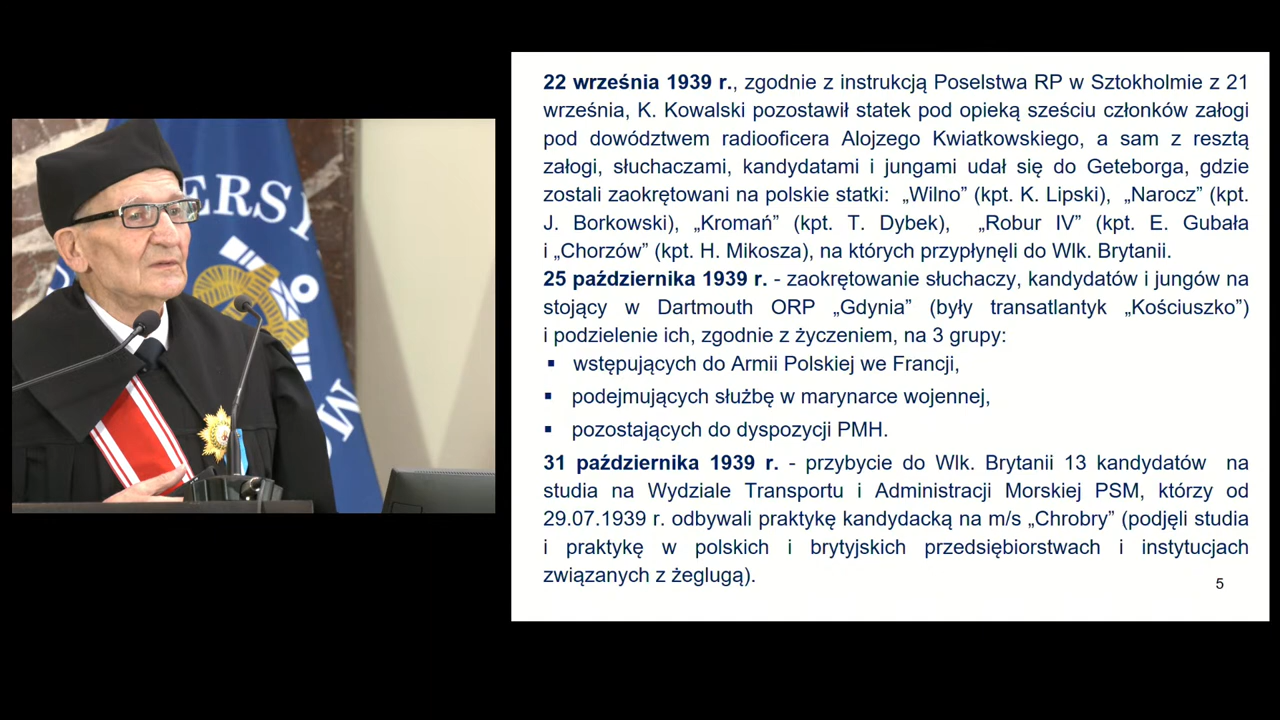 ERSY
MO
22 września 1939 r., zgodnie z instrukcją Poselstwa RP w Sztokholmie z 21
września, K. Kowalski pozostawił statek pod opieką sześciu członków załogi
pod dowództwem radiooficera Alojzego Kwiatkowskiego, a sam z resztą
załogi, słuchaczami, kandydatami i jungami udał się do Geteborga, gdzie
zostali zaokrętowani na polskie statki: „Wilno” (kpt. K. Lipski), „Narocz” (kpt.
J. Borkowski), „Kromań” (kpt. T. Dybek), „Robur IV” (kpt. E. Gubała
i „Chorzów” (kpt. H. Mikosza), na których przypłynęli do Wlk. Brytanii.
25 października 1939 r. - zaokrętowanie słuchaczy, kandydatów i jungów na
stojący w Dartmouth ORP „Gdynia” (były transatlantyk „Kościuszko”)
i podzielenie ich, zgodnie z życzeniem, na 3 grupy:
▪ wstępujących do Armii Polskiej we Francji,
▪ podejmujących służbę w marynarce wojennej,
▪ pozostających do dyspozycji PMH.
31 października 1939 r. - przybycie do Wlk. Brytanii 13 kandydatów na
studia na Wydziale Transportu i Administracji Morskiej PSM, którzy od
29.07.1939 r. odbywali praktykę kandydacką na m/s „Chrobry” (podjęli studia
i praktykę w polskich i brytyjskich przedsiębiorstwach i instytucjach
związanych z żeglugą).
5